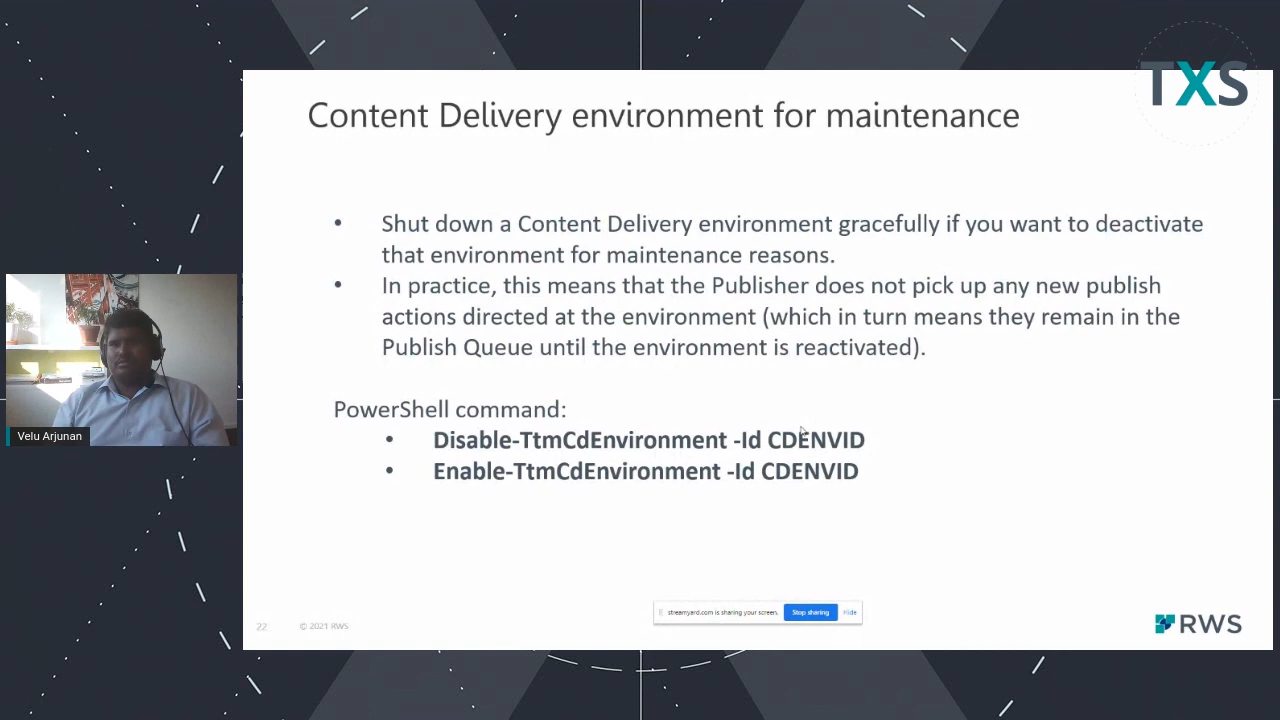 TXS
Content Delivery environment for maintenance
• Shut down a Content Delivery environment gracefully if you want to deactivate
that environment for maintenance reasons.
• In practice, this means that the Publisher does not pick up any new publish
actions directed at the environment (which in turn means they remain in the
Publish Queue until the environment is reactivated).
PowerShell command:
• Disable-TtmCdEnvironment -Id CDENVID
• Enable-TtmCdEnvironment -Id CDENVID
Velu Arjunan
streamyard.com is sharing your screen. Stop sharing Hide
22 © 2021 RWS
RWS